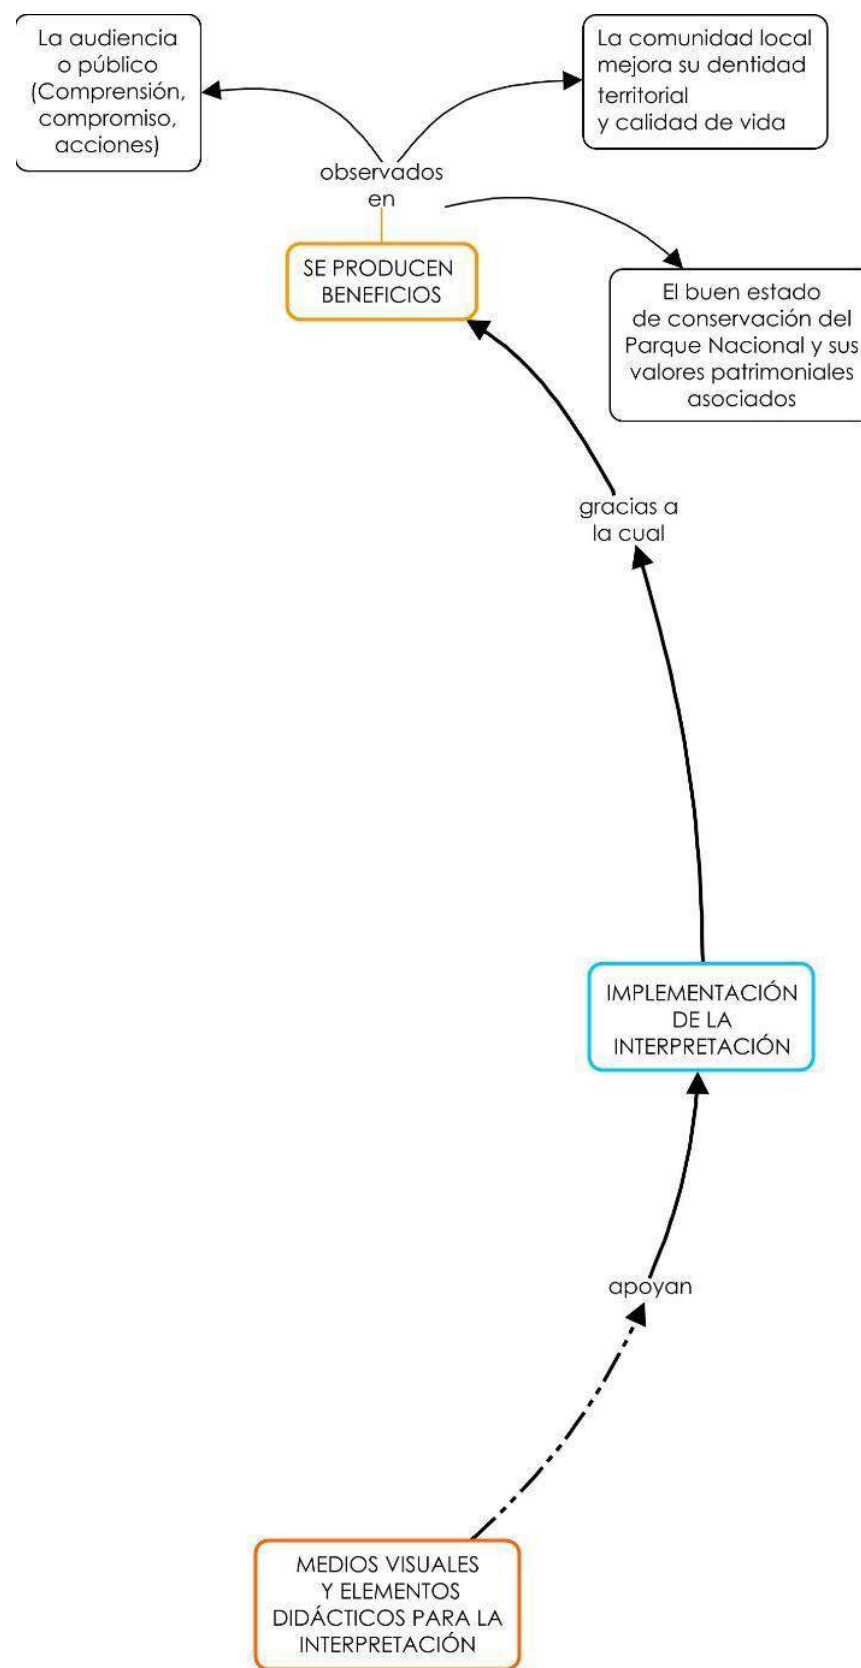 La audiencia
o público
(Comprensión,
compromiso,
acciones)
La comunidad local
mejora su dentidad
territorial
y calidad de vida
observados
en
SE PRODUCEN
BENEFICIOS
El buen estado
de conservación del
Parque Nacional y sus
valores patrimoniales
asociados
gracias a
la cual
IMPLEMENTACIÓN
DE LA
INTERPRETACIÓN
apoyan
MEDIOS VISUALES
Y ELEMENTOS
DIDÁCTICOS PARA LA
INTERPRETACIÓN